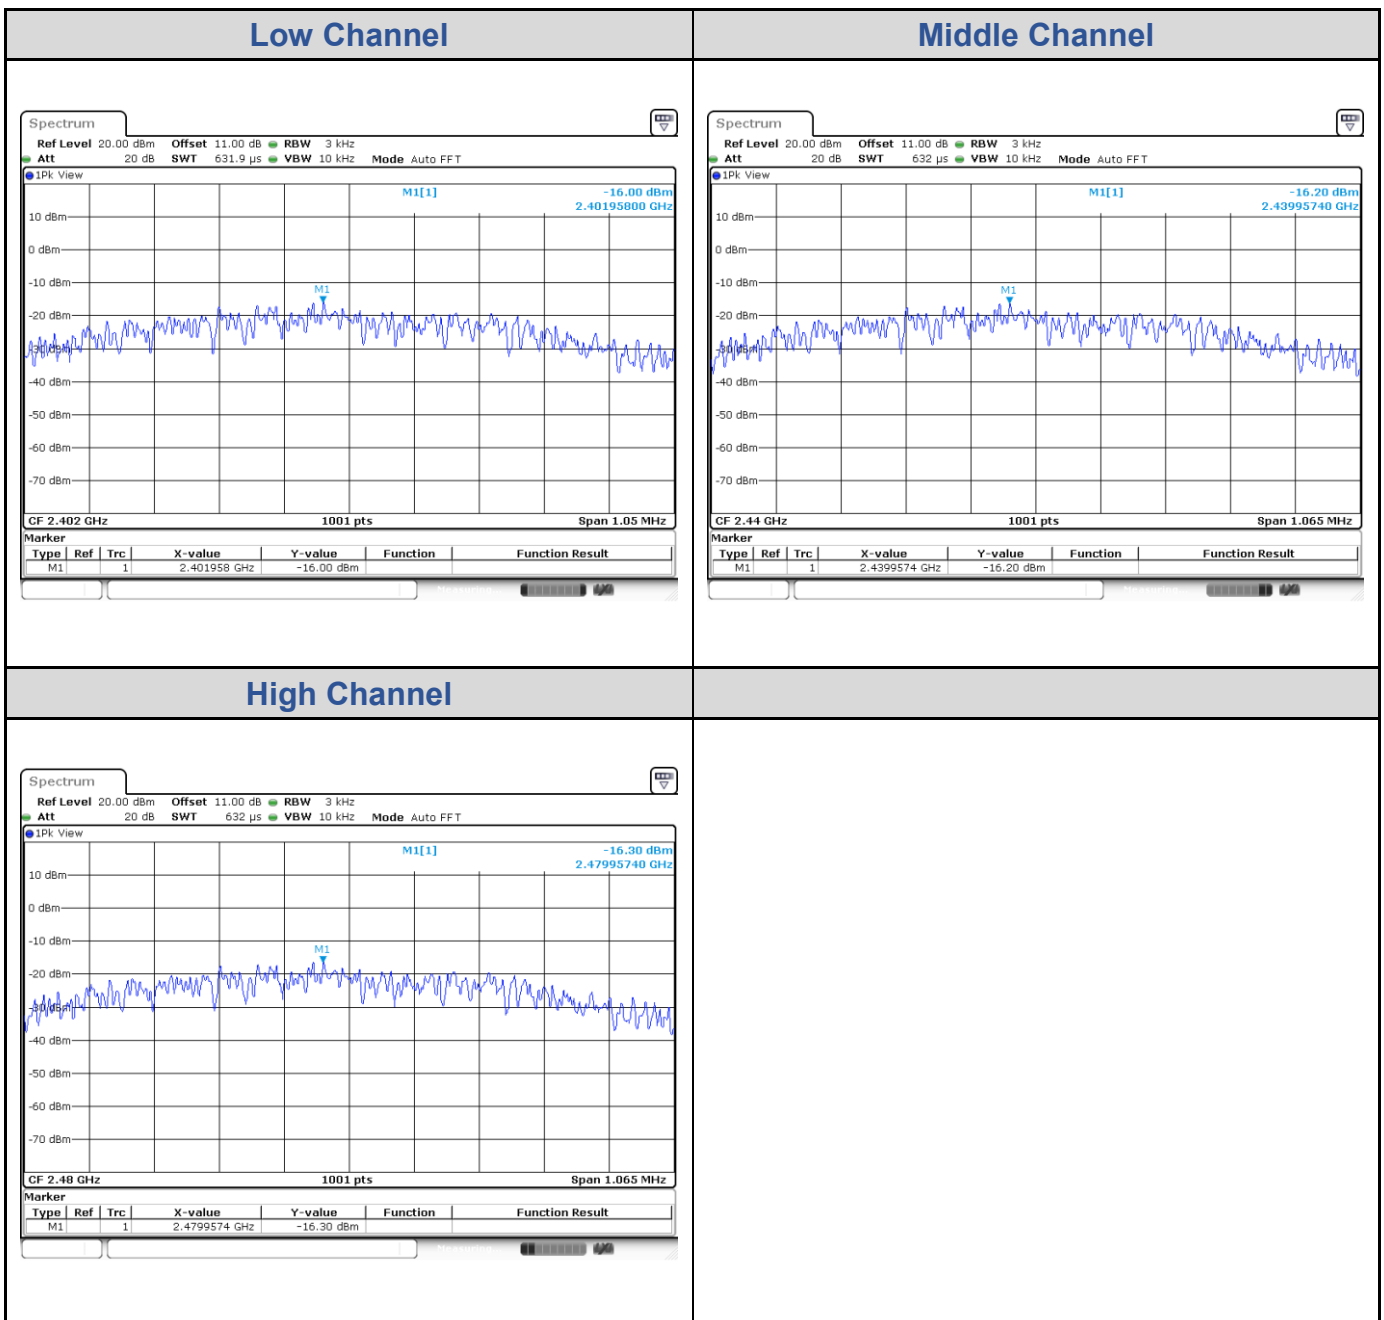 Low Channel
Middle Channel
Spectrum
Ref Level 20.00 dBm Offset 11.00 dB RBW 3 kHz
Att 20 dB SWT 631.9 µs VBW 10 kHz Mode Auto FFT
1Pk View
M1[1] -16.00 dBm
2.40195800 GHz
10 dBm
0 dBm
-10 dBm
M1
-20 dBm
-30 dBm
-40 dBm
-50 dBm
-60 dBm
-70 dBm
CF 2.402 GHz 1001 pts Span 1.05 MHz
Marker
Type Ref Trc X-value Y-value Function Function Result
M1 1 2.401958 GHz -16.00 dBm
Measuring...
Spectrum
Ref Level 20.00 dBm Offset 11.00 dB RBW 3 kHz
Att 20 dB SWT 632 µs VBW 10 kHz Mode Auto FFT
1Pk View
M1[1] -16.20 dBm
2.43995740 GHz
10 dBm
0 dBm
-10 dBm
M1
-20 dBm
-30 dBm
-40 dBm
-50 dBm
-60 dBm
-70 dBm
CF 2.44 GHz 1001 pts Span 1.065 MHz
Marker
Type Ref Trc X-value Y-value Function Function Result
M1 1 2.4399574 GHz -16.20 dBm
Measuring...
High Channel
Spectrum
Ref Level 20.00 dBm Offset 11.00 dB RBW 3 kHz
Att 20 dB SWT 632 µs VBW 10 kHz Mode Auto FFT
1Pk View
M1[1] -16.30 dBm
2.47995740 GHz
10 dBm
0 dBm
-10 dBm
M1
-20 dBm
-30 dBm
-40 dBm
-50 dBm
-60 dBm
-70 dBm
CF 2.48 GHz 1001 pts Span 1.065 MHz
Marker
Type Ref Trc X-value Y-value Function Function Result
M1 1 2.4799574 GHz -16.30 dBm
Measuring...